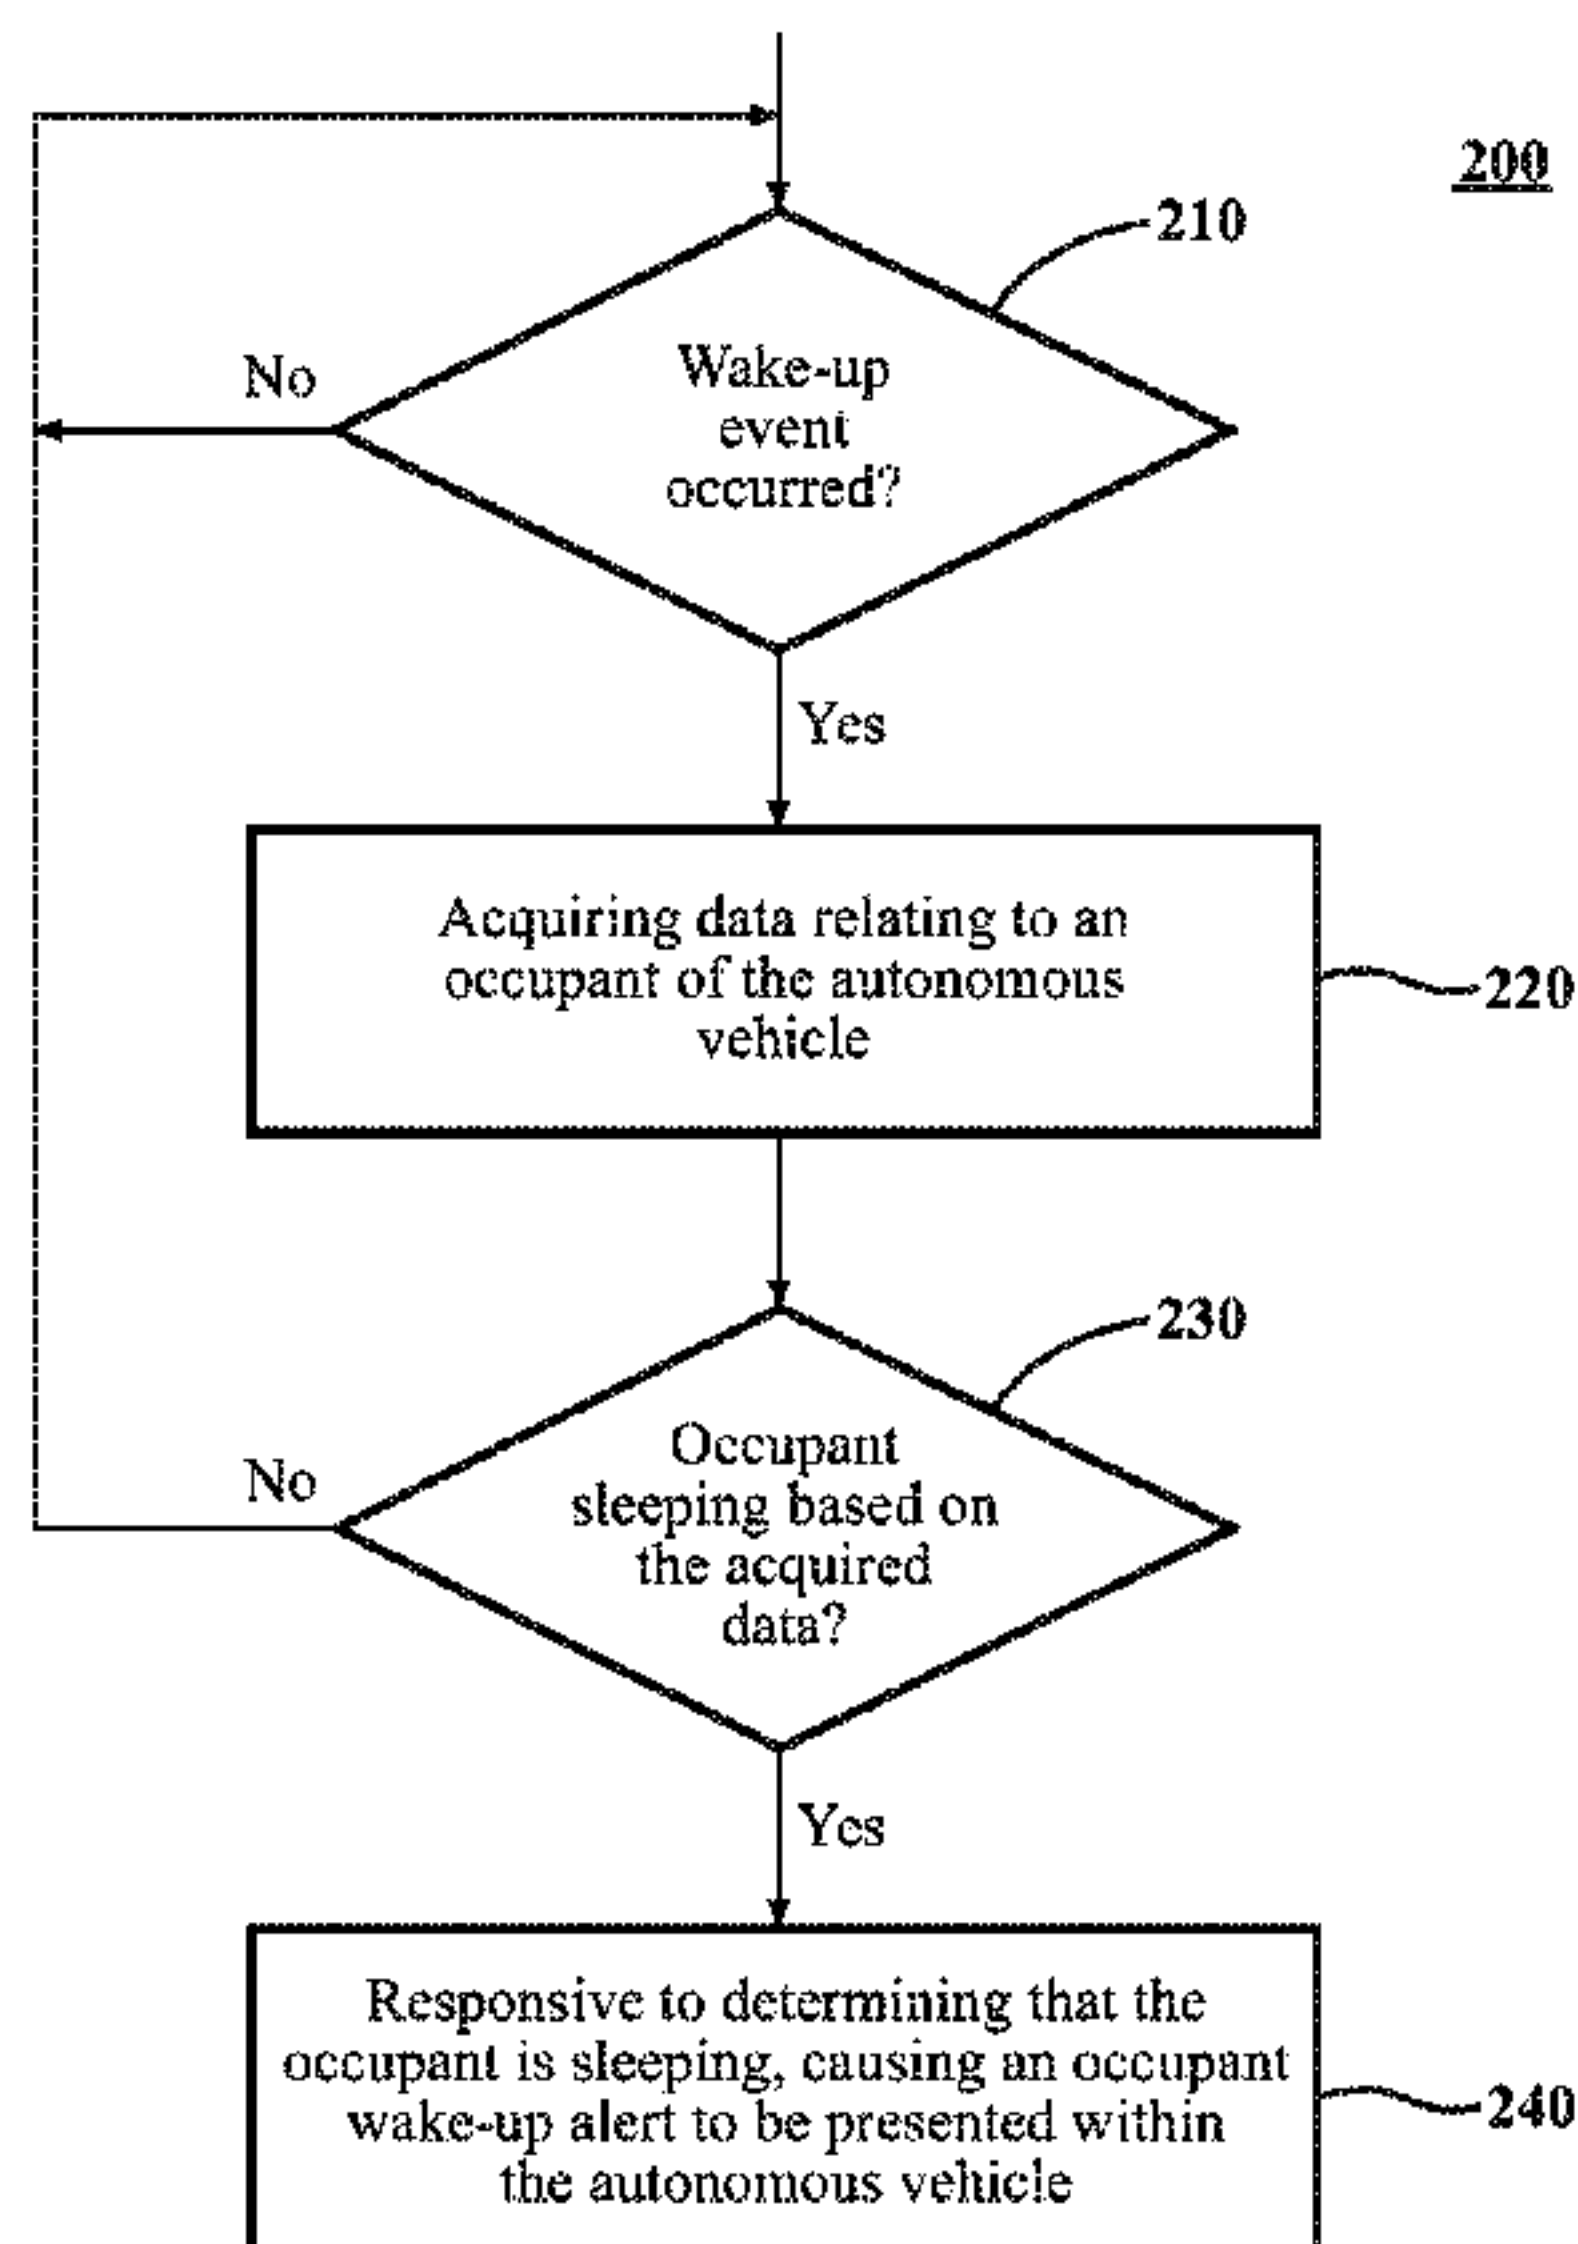 200
210
Wake-up
event
occurred?
No
Yes
Acquiring data relating to an
occupant of the autonomous
vehicle
220
230
Occupant
sleeping based on
the acquired
data?
No
Yes
Responsive to determining that the
occupant is sleeping, causing an occupant
wake-up alert to be presented within
the autonomous vehicle
240